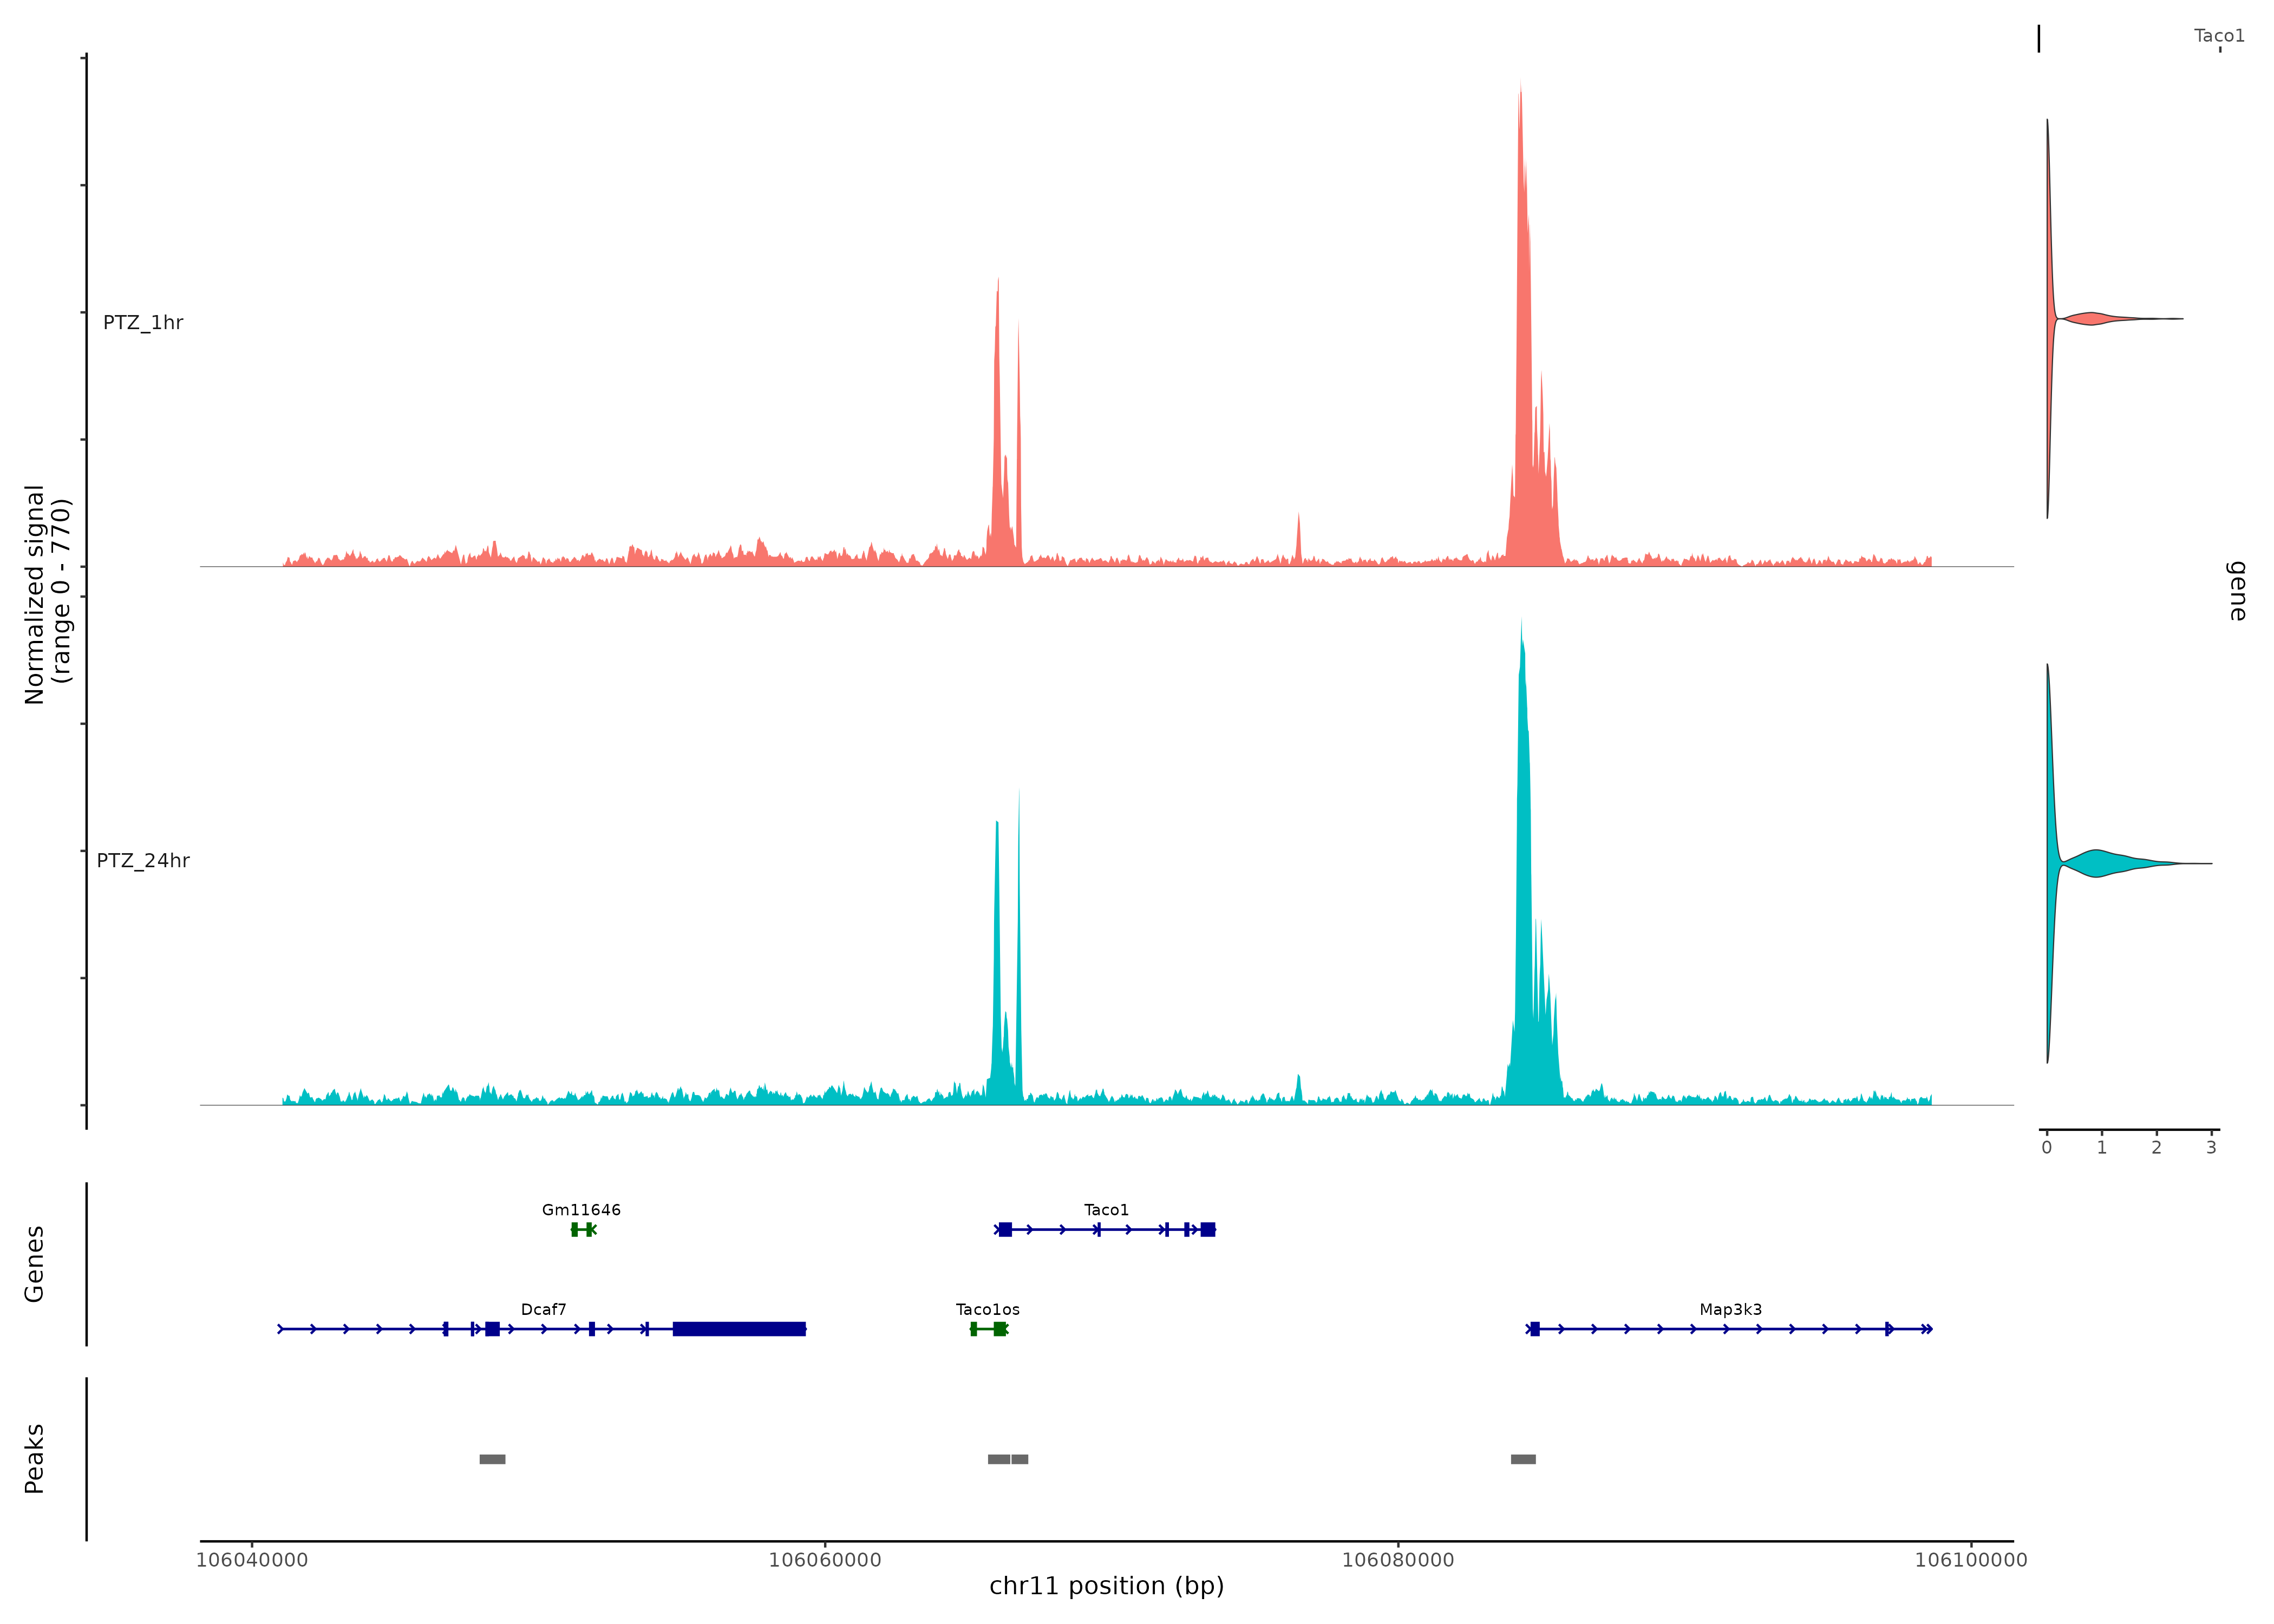 Taco1
PTZ_1hr
Normalized signal
(range 0 - 770)
gene
PTZ_24hr
0 1 2 3
Genes
Gm11646
Taco1
Dcaf7
Taco1os
Map3k3
Peaks
106040000 106060000 106080000 106100000
chr11 position (bp)